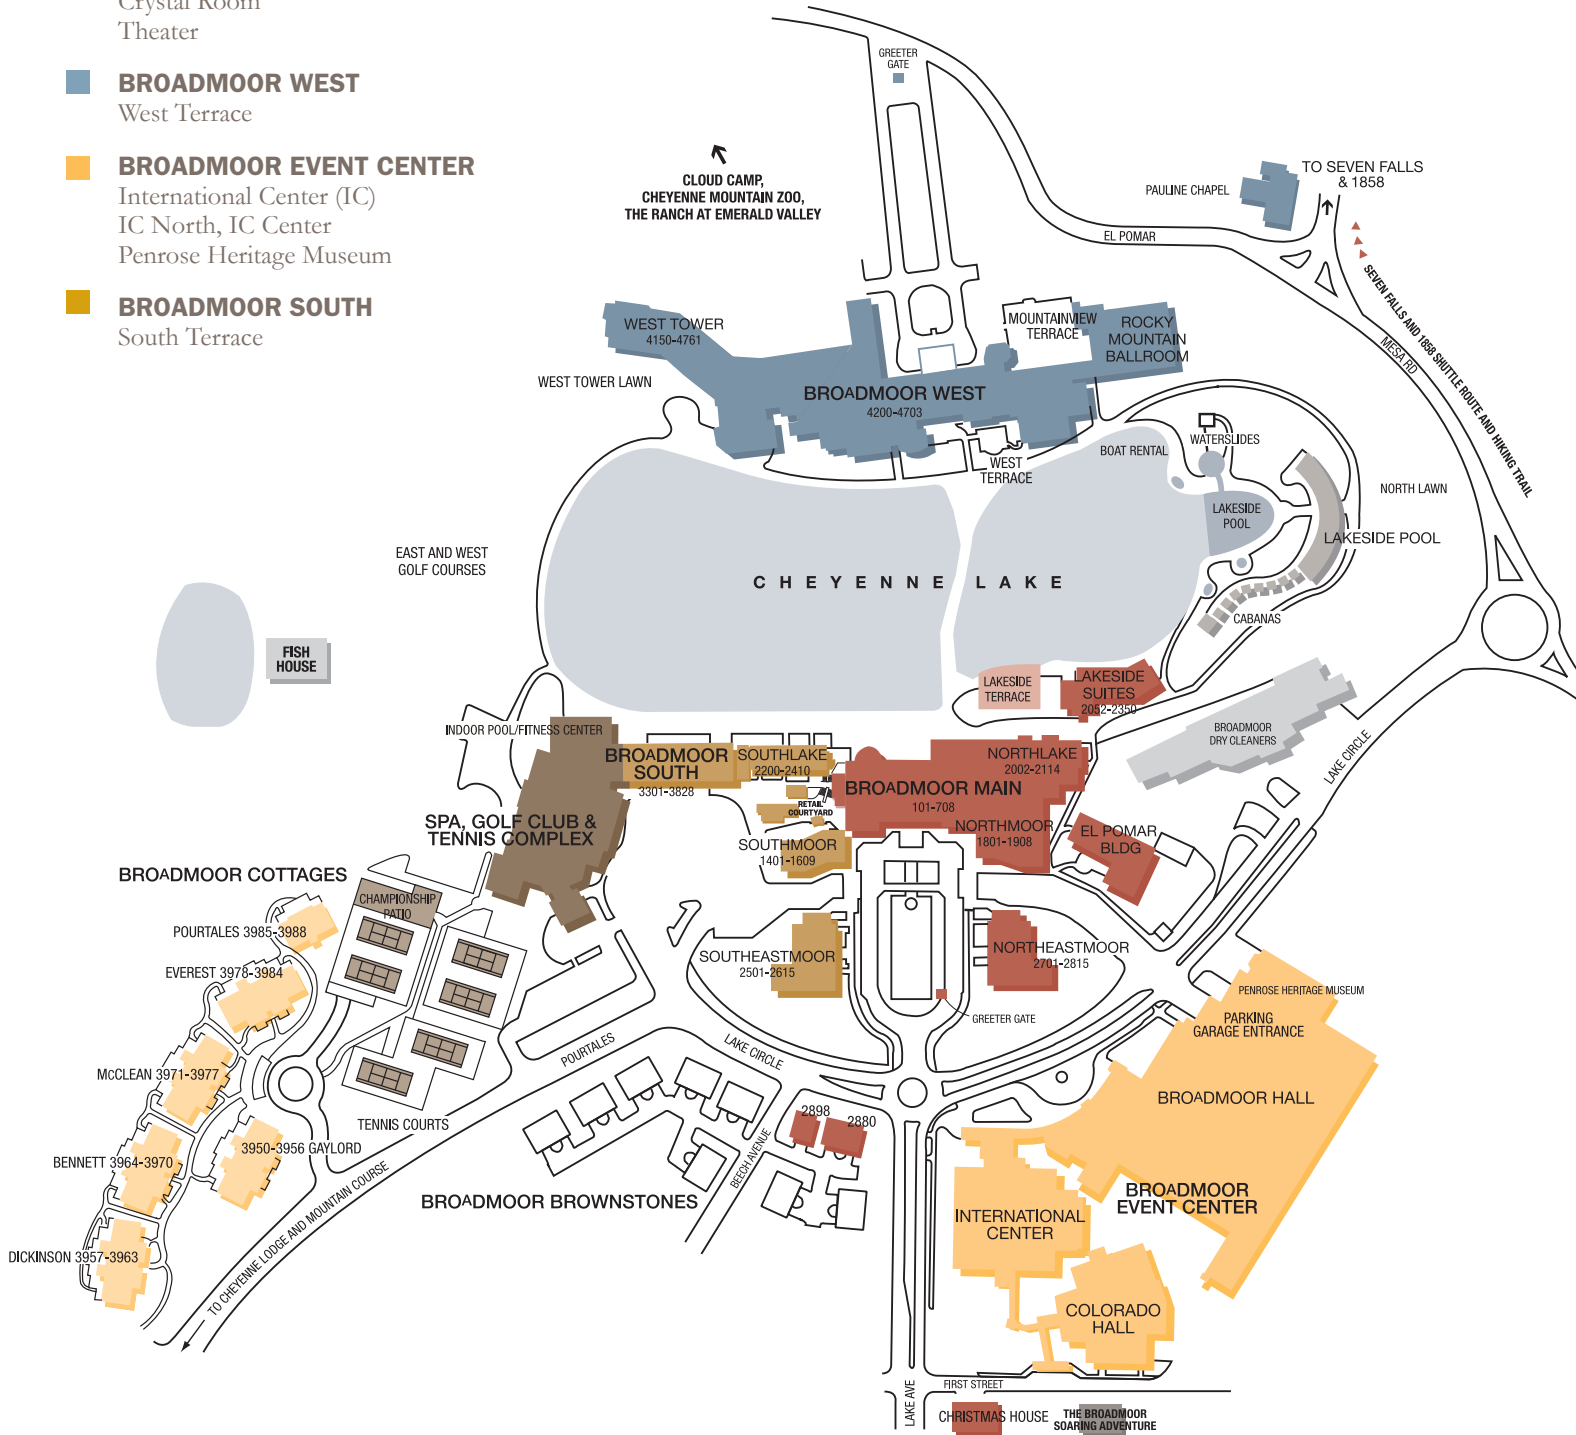 Crystal Room
Theater
BROADMOOR WEST
West Terrace
BROADMOOR EVENT CENTER
International Center (IC)
IC North, IC Center
Penrose Heritage Museum
BROADMOOR SOUTH
South Terrace
GREETER
GATE
CLOUD CAMP,
CHEYENNE MOUNTAIN ZOO,
THE RANCH AT EMERALD VALLEY
PAULINE CHAPEL
TO SEVEN FALLS
& 1858
EL POMAR
SEVEN FALLS AND 1858 SHUTTLE ROUTE AND HIKING TRAIL
MESA RD
WEST TOWER
4150-4761
MOUNTAINVIEW
TERRACE
ROCKY
MOUNTAIN
BALLROOM
WEST TOWER LAWN
BROADMOOR WEST
4200-4703
WEST
TERRACE
BOAT RENTAL
WATERSLIDES
LAKESIDE
POOL
NORTH LAWN
LAKESIDE POOL
EAST AND WEST
GOLF COURSES
CHEYENNE LAKE
CABANAS
FISH
HOUSE
LAKESIDE
TERRACE
LAKESIDE
SUITES
2052-2350
BROADMOOR
DRY CLEANERS
LAKE CIRCLE
INDOOR POOL/FITNESS CENTER
BROADMOOR
SOUTH
3301-3828
SOUTHLAKE
2200-2410
NORTHLAKE
2002-2114
BROADMOOR MAIN
101-708
RETAIL
COURTYARD
SPA, GOLF CLUB &
TENNIS COMPLEX
SOUTHMOOR
1401-1609
NORTHMOOR
1801-1908
EL POMAR
BLDG
BROADMOOR COTTAGES
CHAMPIONSHIP
PATIO
POURTALES 3985-3988
EVEREST 3978-3984
SOUTHEASTMOOR
2501-2615
NORTHEASTMOOR
2701-2815
GREETER GATE
PENROSE HERITAGE MUSEUM
PARKING
GARAGE ENTRANCE
POURTALES
LAKE CIRCLE
McCLEAN 3971-3977
BROADMOOR HALL
TENNIS COURTS
2898
2880
3950-3956 GAYLORD
BENNETT 3964-3970
BEECH AVENUE
BROADMOOR BROWNSTONES
BROADMOOR
EVENT CENTER
INTERNATIONAL
CENTER
DICKINSON 3957-3963
TO CHEYENNE LODGE AND MOUNTAIN COURSE
COLORADO
HALL
LAKE AVE
FIRST STREET
CHRISTMAS HOUSE
THE BROADMOOR
SOARING ADVENTURE